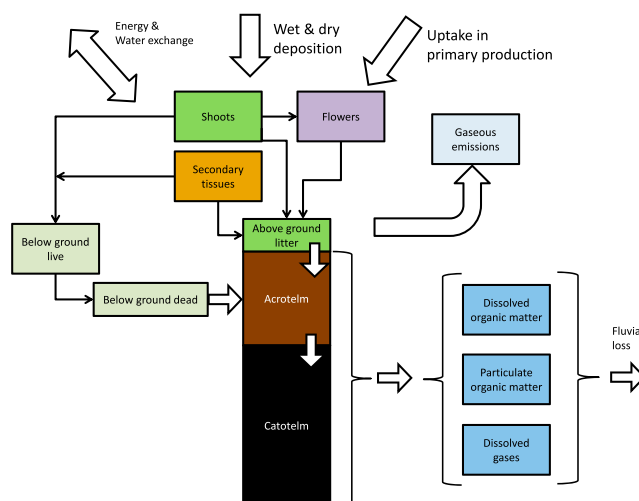 Energy &
Water exchange
Wet & dry
deposition
Uptake in
primary production
Shoots
Flowers
Gaseous
emissions
Secondary
tissues
Below ground
live
Above ground
litter
Below ground dead
Acrotelm
Catotelm
Dissolved
organic matter
Particulate
organic matter
Dissolved
gases
Fluvia
loss